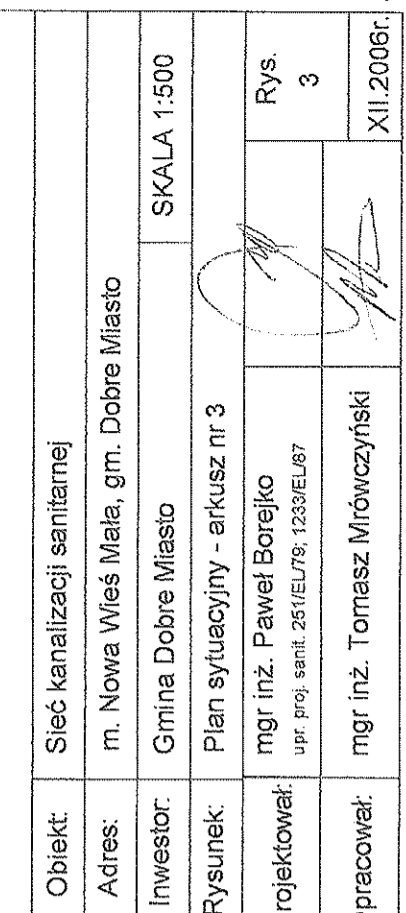 Obiekt: Sieć kanalizacji sanitarnej
Adres: m. Nowa Wieś Mała, gm. Dobre Miasto
Inwestor: Gmina Dobre Miasto SKALA 1:500
Rysunek: Plan sytuacyjny - arkusz nr 3
rojektował: mgr inż. Paweł Borejko Rys. 3
upr. proj. sanit. 251/EL/79; 1233/EL/87
pracował: mgr inż. Tomasz Mrówczyński XII.2006r.